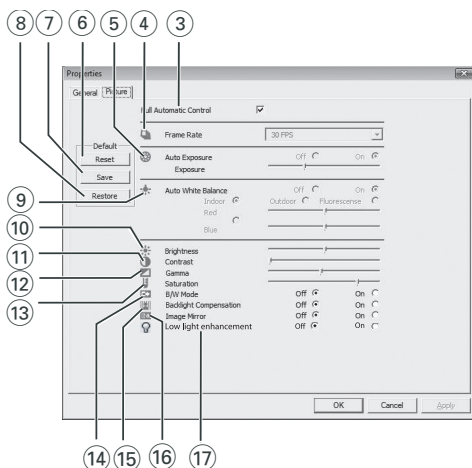 8 7 6 5 4 3
Properties
General Picture
Full Automatic Control
Frame Rate 30 FPS
Default
Reset
Save
Restore
Auto Exposure Off On
Exposure
Auto White Balance Off On
Indoor Outdoor Fluorescense
Red
Blue
9
10
11
12
13
Brightness
Contrast
Gamma
Saturation
B/W Mode Off On
Backlight Compensation Off On
Image Mirror Off On
Low light enhancement Off On
OK Cancel Apply
14 15 16 17